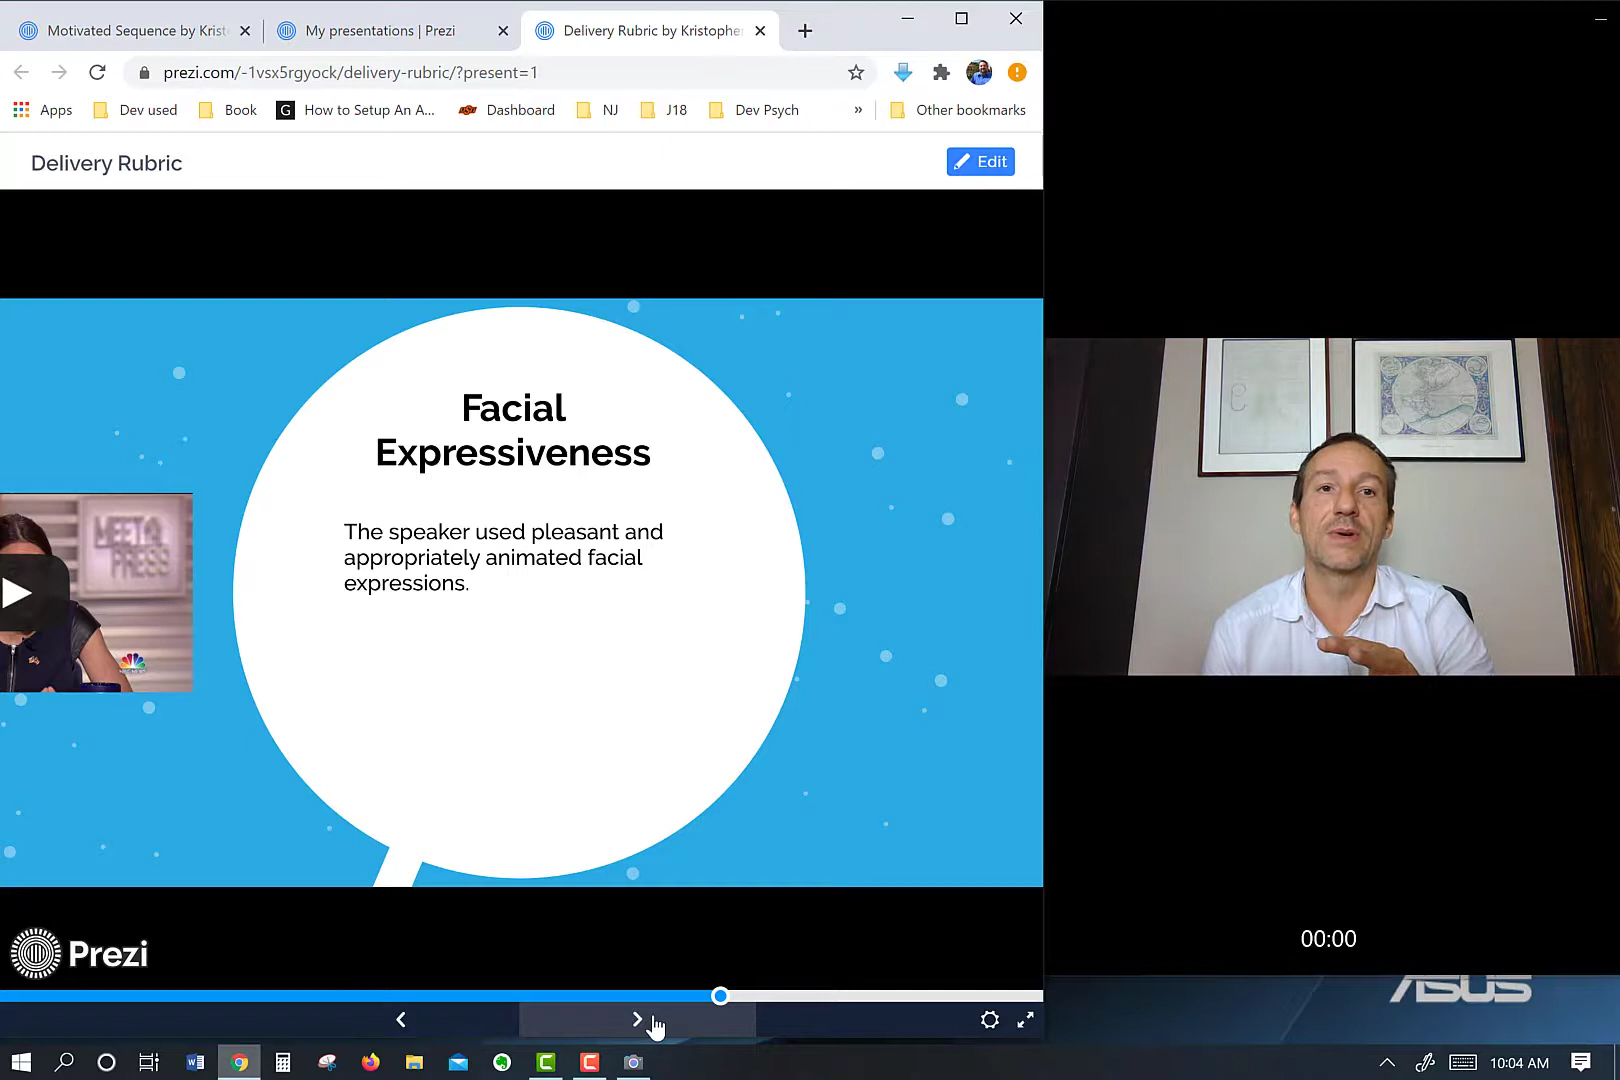 Motivated Sequence by Krist
My presentations | Prezi
Delivery Rubric by Kristophe
prezi.com/-1vsx5rgyock/delivery-rubric/?present=1
Apps
Dev used
Book
G
How to Setup An A...
Dashboard
NJ
J18
Dev Psych
»
Other bookmarks
Delivery Rubric
Edit
Facial
Expressiveness
The speaker used pleasant and
appropriately animated facial
expressions.
MEET
PRESS
Prezi
00:00
ASUS
10:04 AM